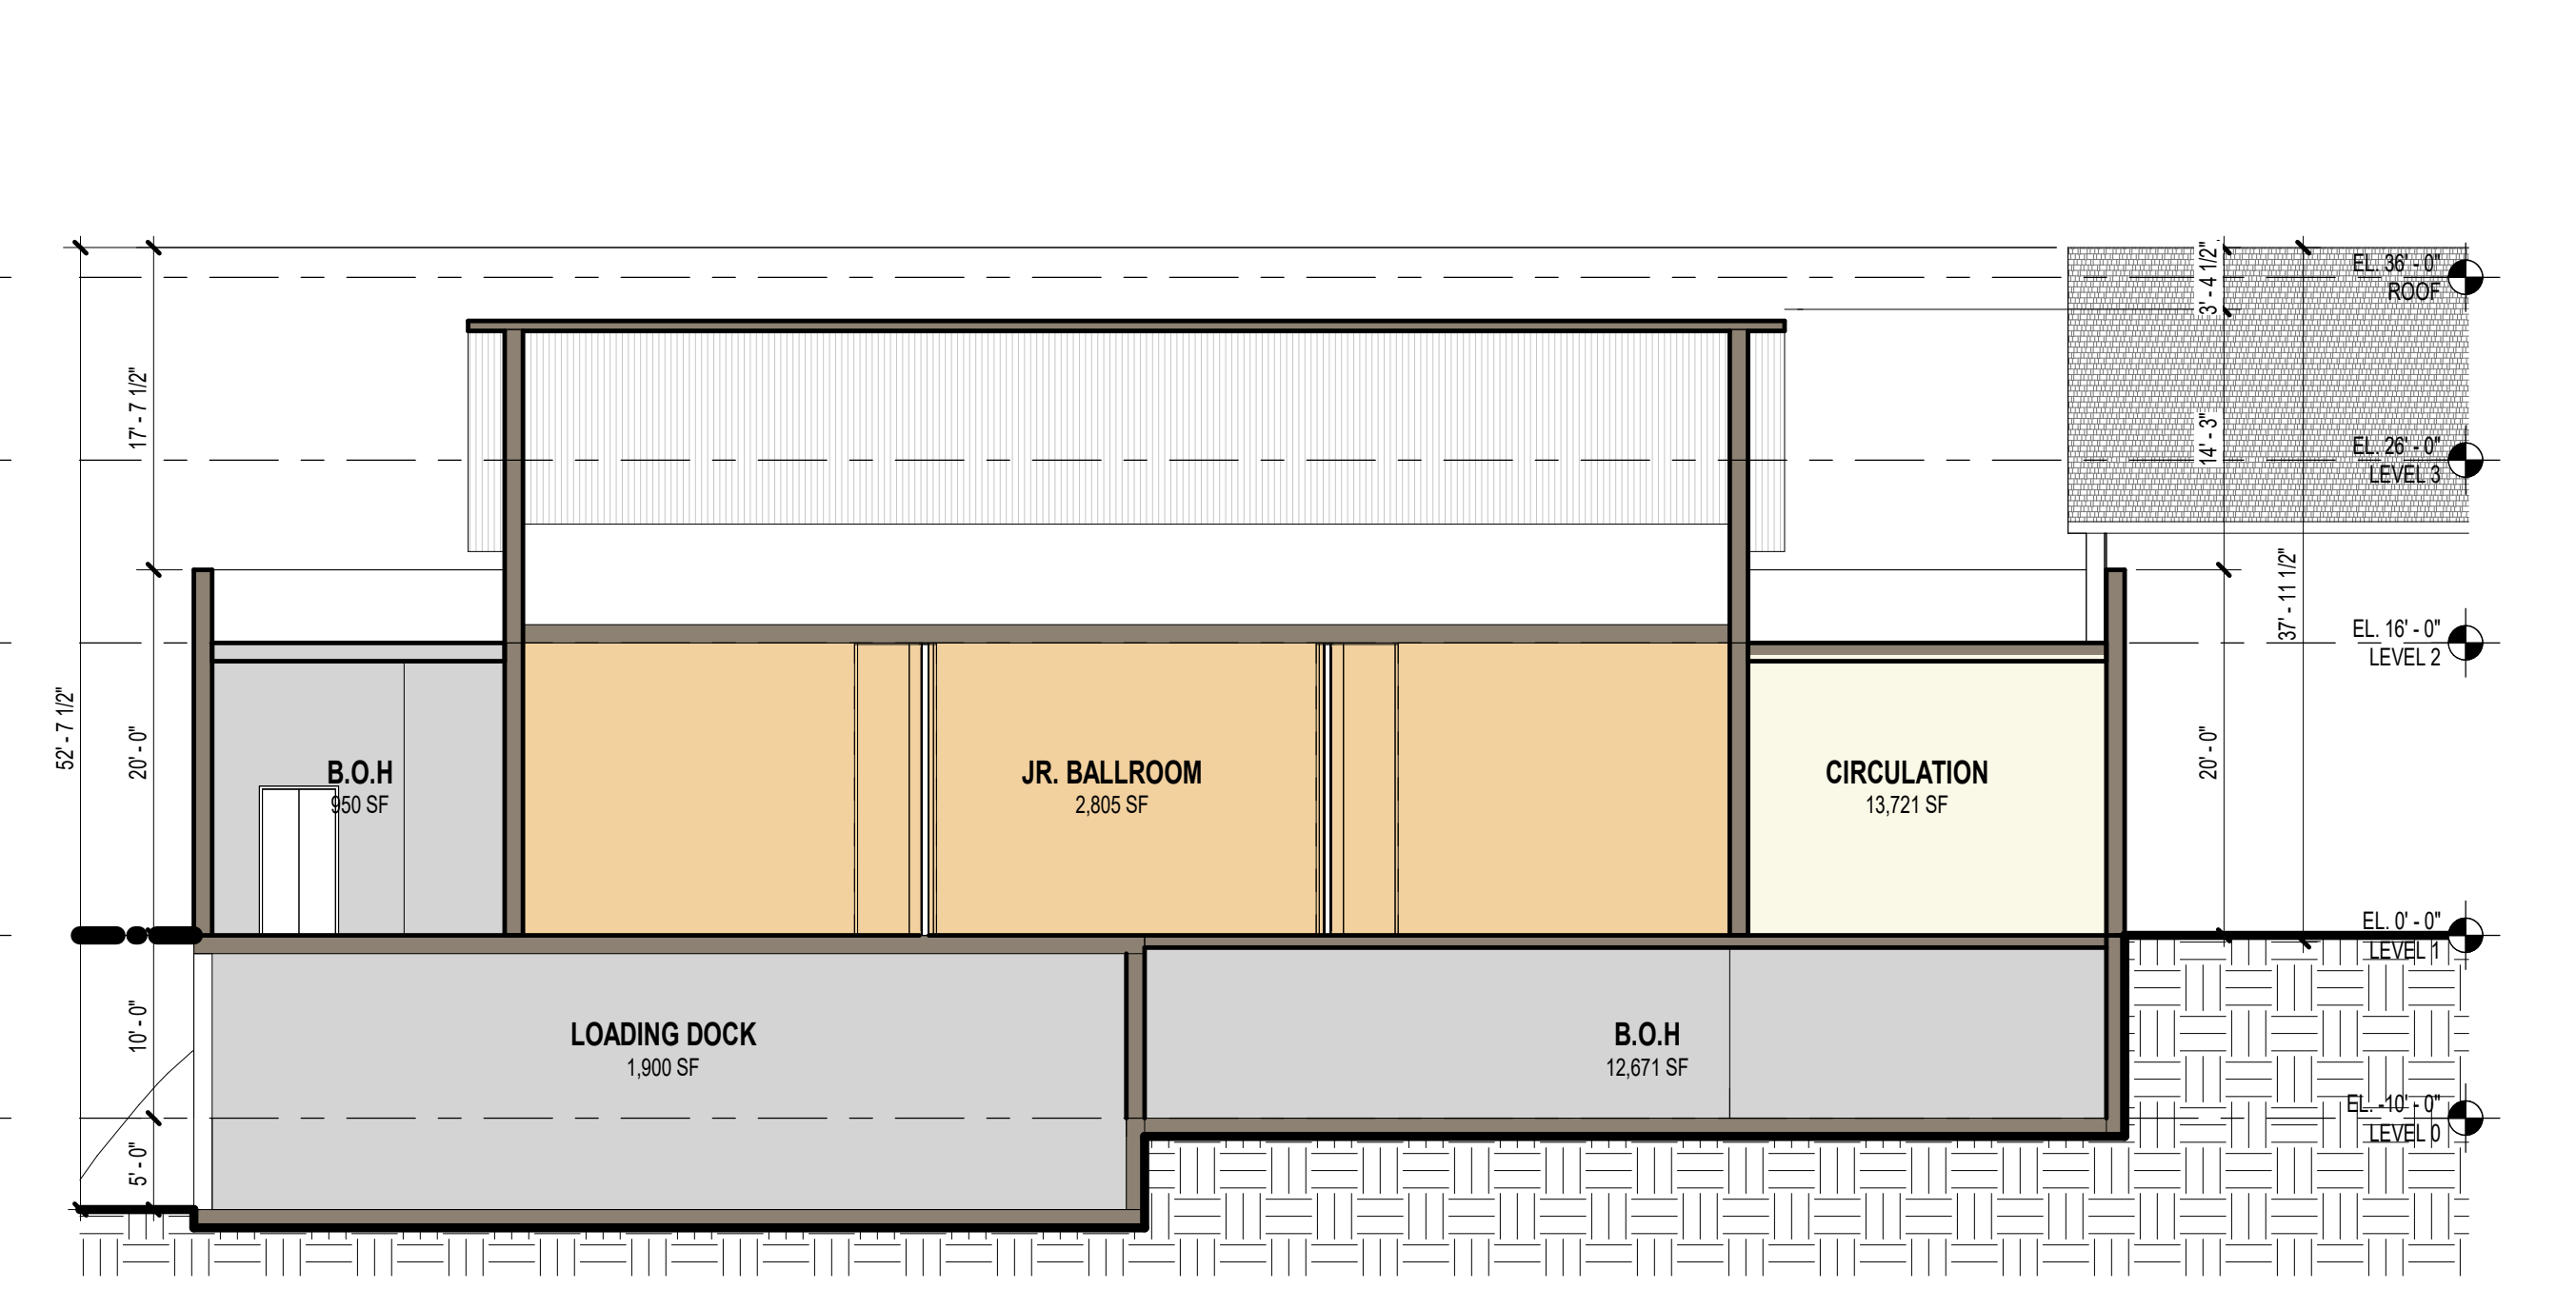 3' - 4 1/2"
EL. 36' - 0"
ROOF
17' - 7 1/2"
14' - 3"
EL. 26' - 0"
LEVEL 3
37' - 11 1/2"
EL. 16' - 0"
LEVEL 2
52' - 7 1/2"
20' - 0"
B.O.H
950 SF
JR. BALLROOM
2,805 SF
CIRCULATION
13,721 SF
20' - 0"
EL. 0' - 0"
LEVEL 1
10' - 0"
LOADING DOCK
1,900 SF
B.O.H
12,671 SF
EL. -10' - 0"
LEVEL 0
5' - 0"